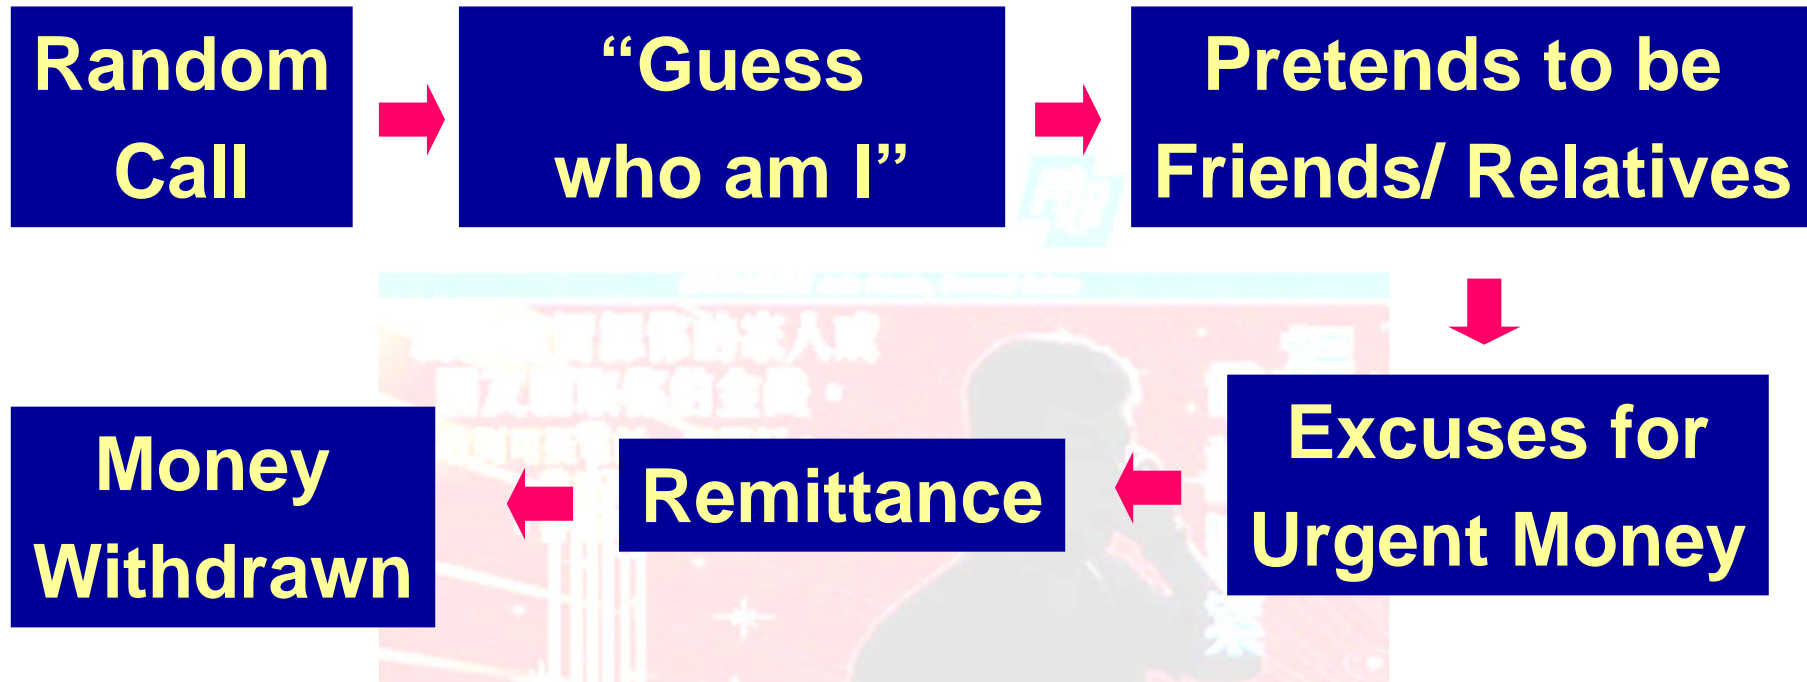 Random
Call
“Guess
who am I”
Pretends to be
Friends/ Relatives
Excuses for
Urgent Money
Remittance
Money
Withdrawn